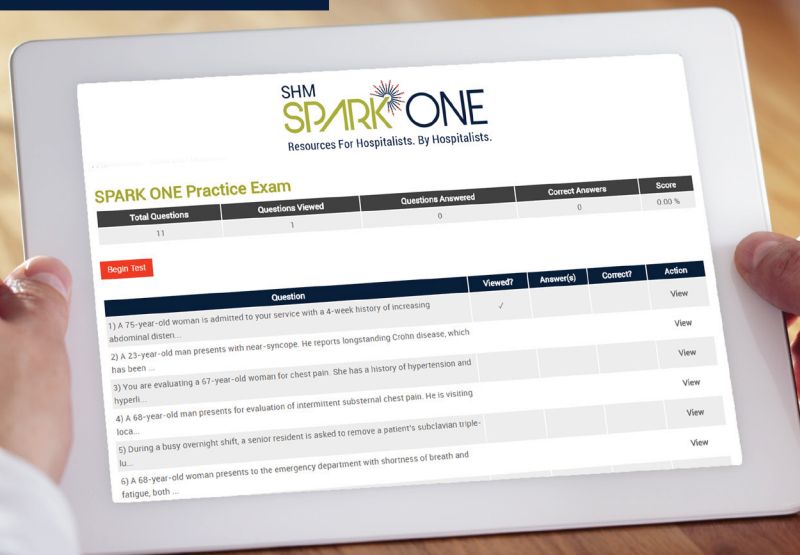 SHM
SPARK ONE
Resources For Hospitalists. By Hospitalists.
SPARK ONE Practice Exam
Total Questions Questions Viewed Questions Answered Correct Answers Score
11 1 0 0 0.00 %
Begin Test
Question Viewed? Answer(s) Correct? Action
1) A 75-year-old woman is admitted to your service with a 4-week history of increasing
abdominal disten... ✓ View
2) A 23-year-old man presents with near-syncope. He reports longstanding Crohn disease, which
has been ... View
3) You are evaluating a 67-year-old woman for chest pain. She has a history of hypertension and
hyperli... View
4) A 68-year-old man presents for evaluation of intermittent substernal chest pain. He is visiting
loca... View
5) During a busy overnight shift, a senior resident is asked to remove a patient's subclavian triple-
lu... View
6) A 68-year-old woman presents to the emergency department with shortness of breath and
fatigue, both ... View